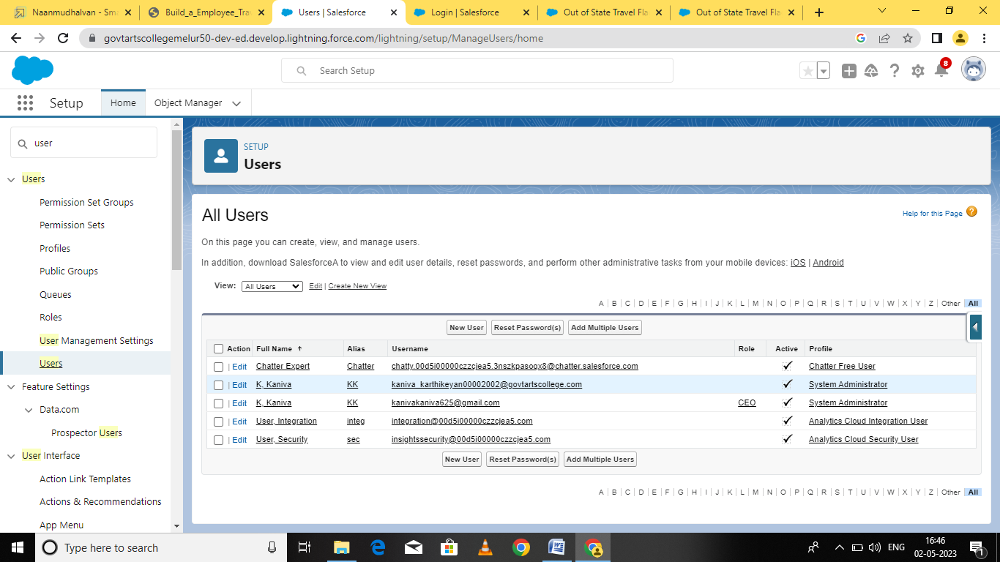 Naanmudhalvan - Sma
Build_a_Employee_Tra
Users | Salesforce
Login | Salesforce
Out of State Travel Fla
Out of State Travel Fla
govtartscollegemelur50-dev-ed.develop.lightning.force.com/lightning/setup/ManageUsers/home
Search Setup
8
Setup
Home
Object Manager
user
Users
Permission Set Groups
Permission Sets
Profiles
Public Groups
Queues
Roles
User Management Settings
Users
Feature Settings
Data.com
Prospector Users
User Interface
Action Link Templates
Actions & Recommendations
App Menu
SETUP
Users
All Users
Help for this Page ?
On this page you can create, view, and manage users.
In addition, download SalesforceA to view and edit user details, reset passwords, and perform other administrative tasks from your mobile devices: iOS | Android
View: All Users Edit | Create New View
A | B | C | D | E | F | G | H | I | J | K | L | M | N | O | P | Q | R | S | T | U | V | W | X | Y | Z | Other All
New User Reset Password(s) Add Multiple Users
Action Full Name ↑ Alias Username Role Active Profile
| Edit Chatter Expert Chatter chatty.00d5i00000czzcjea5.3nszkpasoqx8@chatter.salesforce.com ✓ Chatter Free User
| Edit K, Kaniva KK kaniva_karthikeyan00002002@govtartscollege.com ✓ System Administrator
| Edit K, Kaniva KK kanivakaniva625@gmail.com CEO ✓ System Administrator
| Edit User, Integration integ integration@00d5i00000czzcjea5.com ✓ Analytics Cloud Integration User
| Edit User, Security sec insightssecurity@00d5i00000czzcjea5.com ✓ Analytics Cloud Security User
New User Reset Password(s) Add Multiple Users
A | B | C | D | E | F | G | H | I | J | K | L | M | N | O | P | Q | R | S | T | U | V | W | X | Y | Z | Other All
Type here to search
ENG
16:46
02-05-2023
1